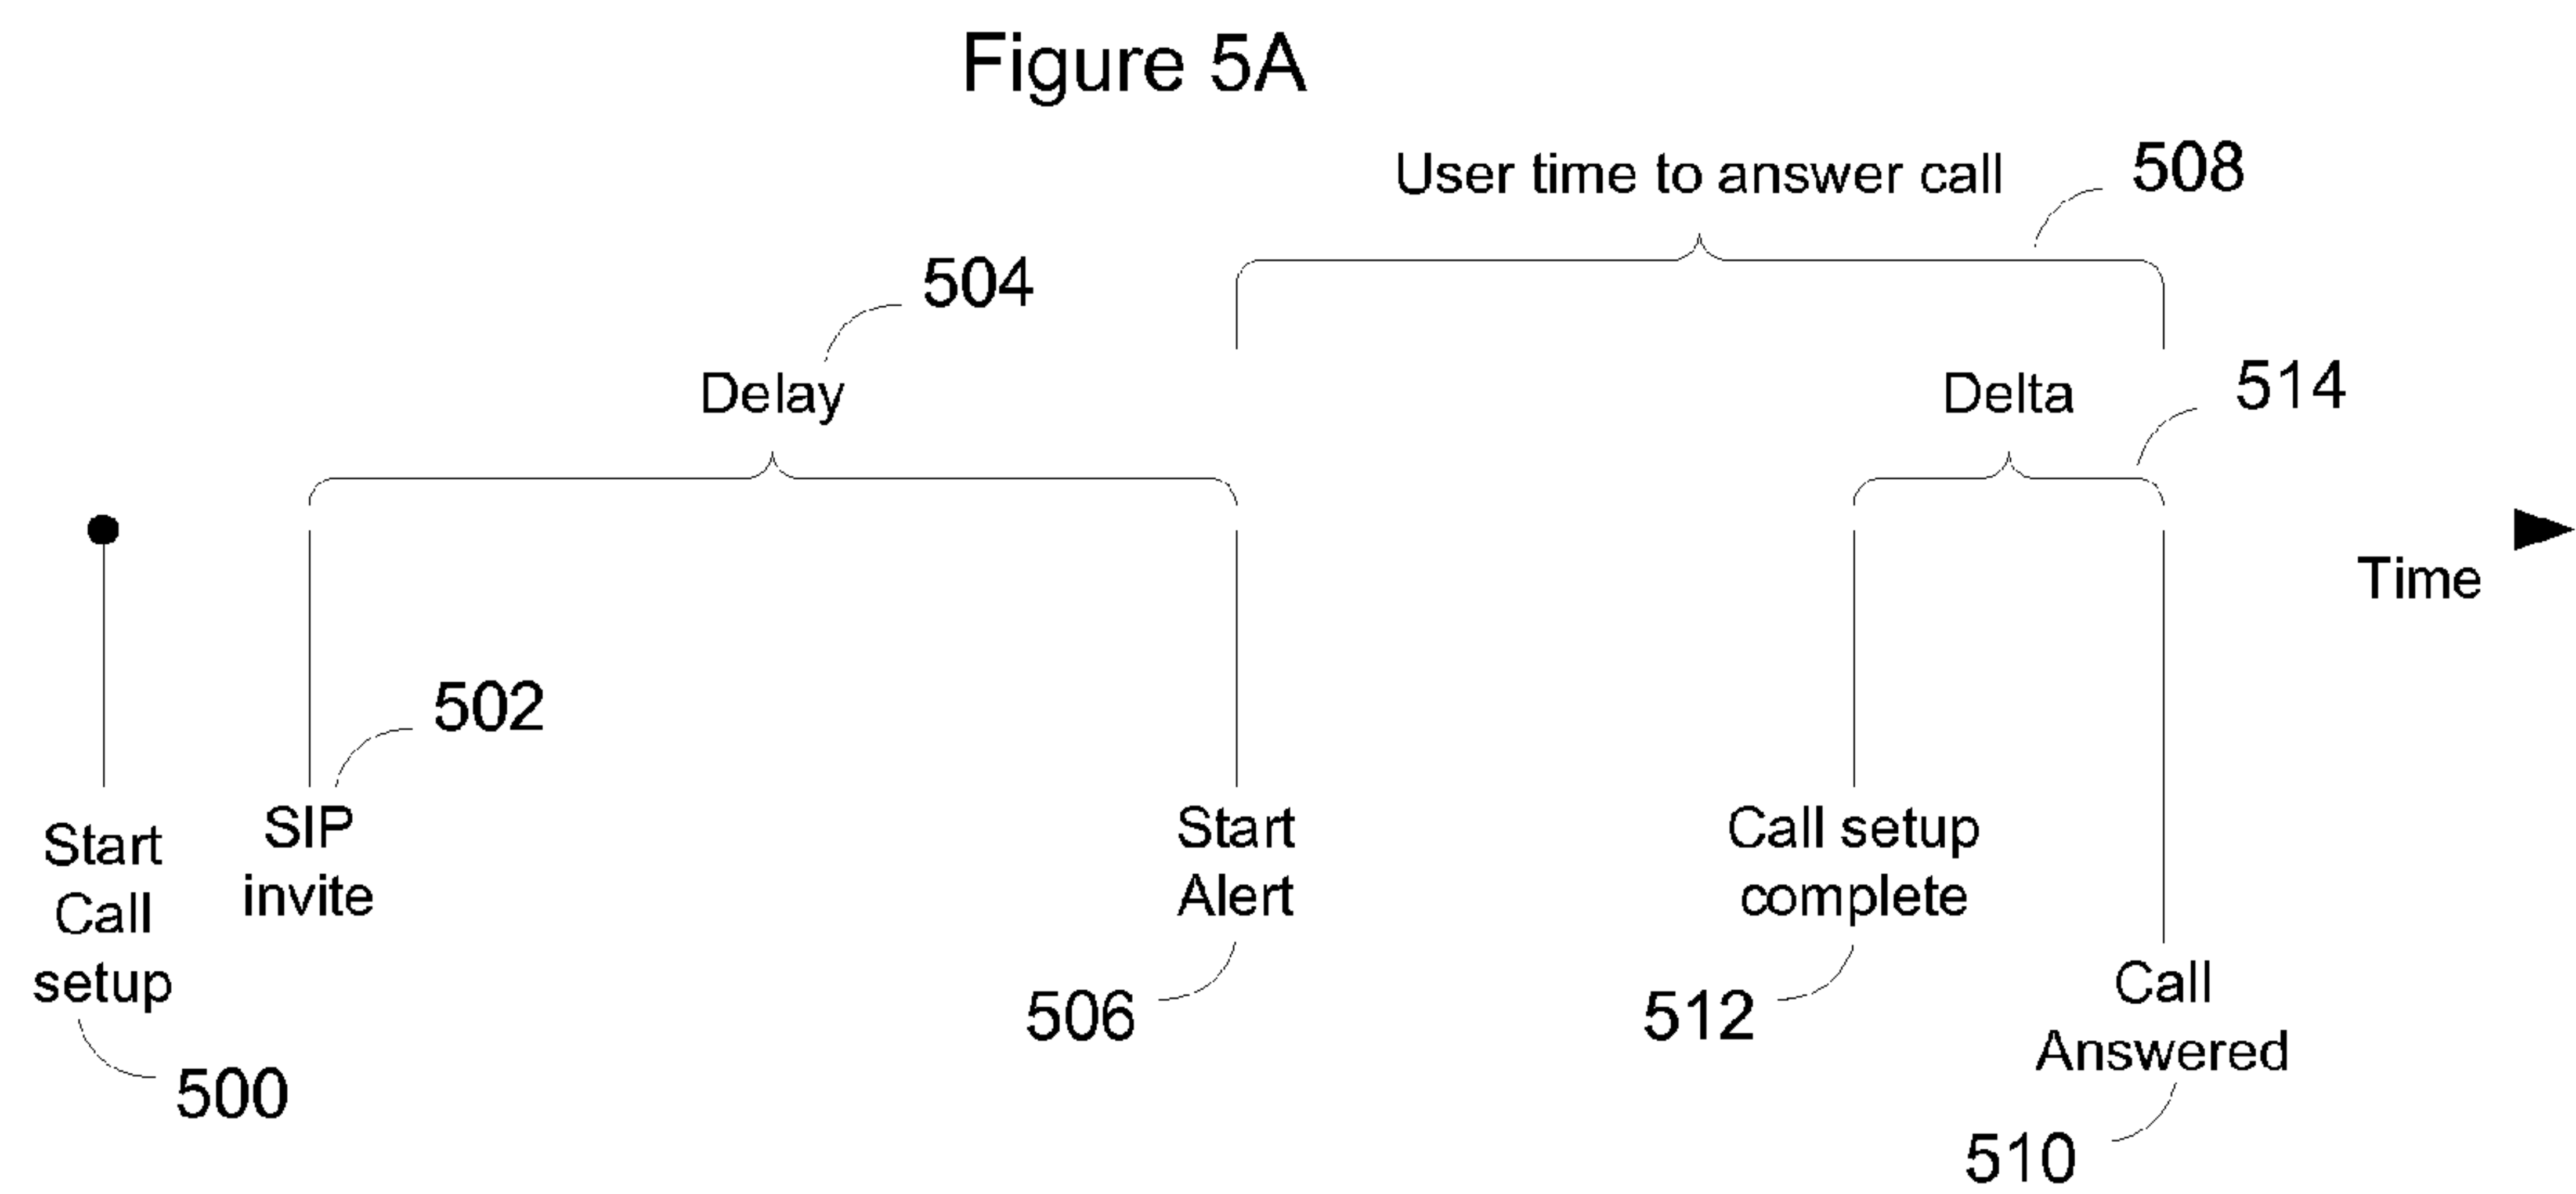 Figure 5A
User time to answer call
508
504
Delay
Delta
514
Time
502
SIP
invite
Start
Call
setup
500
Start
Alert
506
Call setup
complete
512
Call
Answered
510